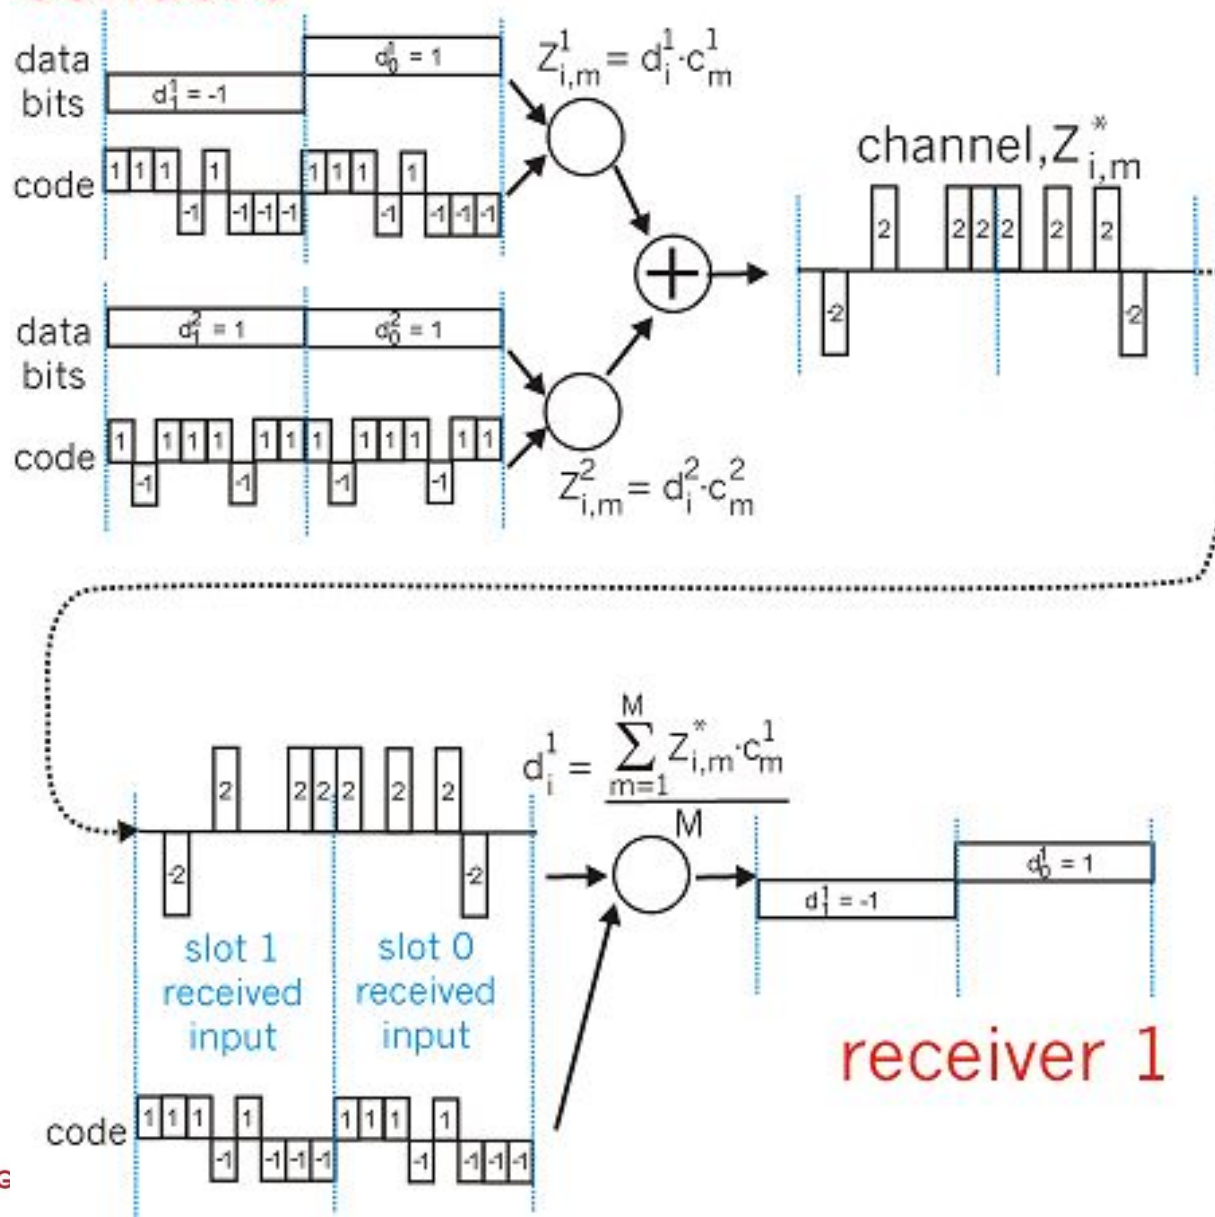 data bits
d₁¹ = -1
d₀¹ = 1
Z¹i,m = d¹i·c¹m
code
1 1 1 -1 1 -1 -1 -1 1 1 1 -1 1 -1 -1 -1
channel, Z*i,m
-2 2 2 2 2 2 2 -2
data bits
d₁² = 1
d₀² = 1
code
1 -1 1 1 1 -1 1 1 1 -1 1 1 1 -1 1 1
Z²i,m = d²i·c²m
d¹i = ∑ Z*i,m·c¹m
M
m=1
M
-2 2 2 2 2 2 2 -2
slot 1
received
input
slot 0
received
input
d₁¹ = -1
d₀¹ = 1
receiver 1
code
1 1 1 -1 1 -1 -1 -1 1 1 1 -1 1 -1 -1 -1